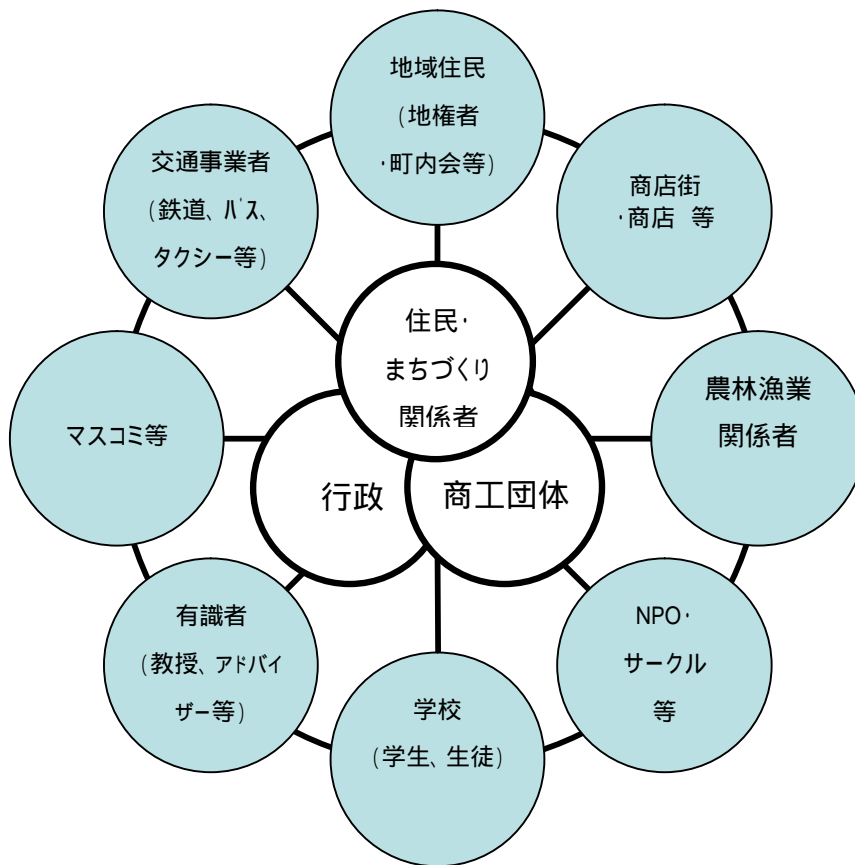 地域住民
(地権者
・町内会等)
交通事業者
(鉄道、バス、
タクシー等)
商店街
・商店 等
住民・
まちづくり
関係者
農林漁業
関係者
マスコミ等
行政
商工団体
有識者
(教授、アドバイ
ザー等)
NPO・
サークル
等
学校
(学生、生徒)